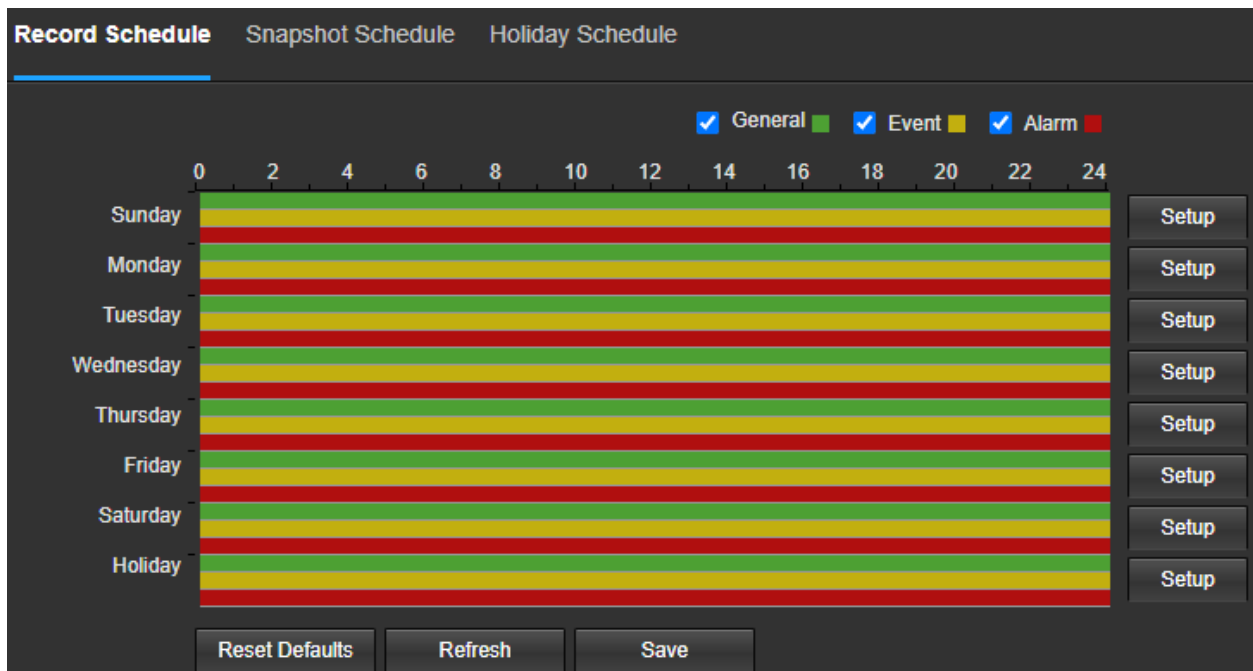 Record Schedule Snapshot Schedule Holiday Schedule
General Event Alarm
0 2 4 6 8 10 12 14 16 18 20 22 24
Sunday Setup
Monday Setup
Tuesday Setup
Wednesday Setup
Thursday Setup
Friday Setup
Saturday Setup
Holiday Setup
Reset Defaults Refresh Save